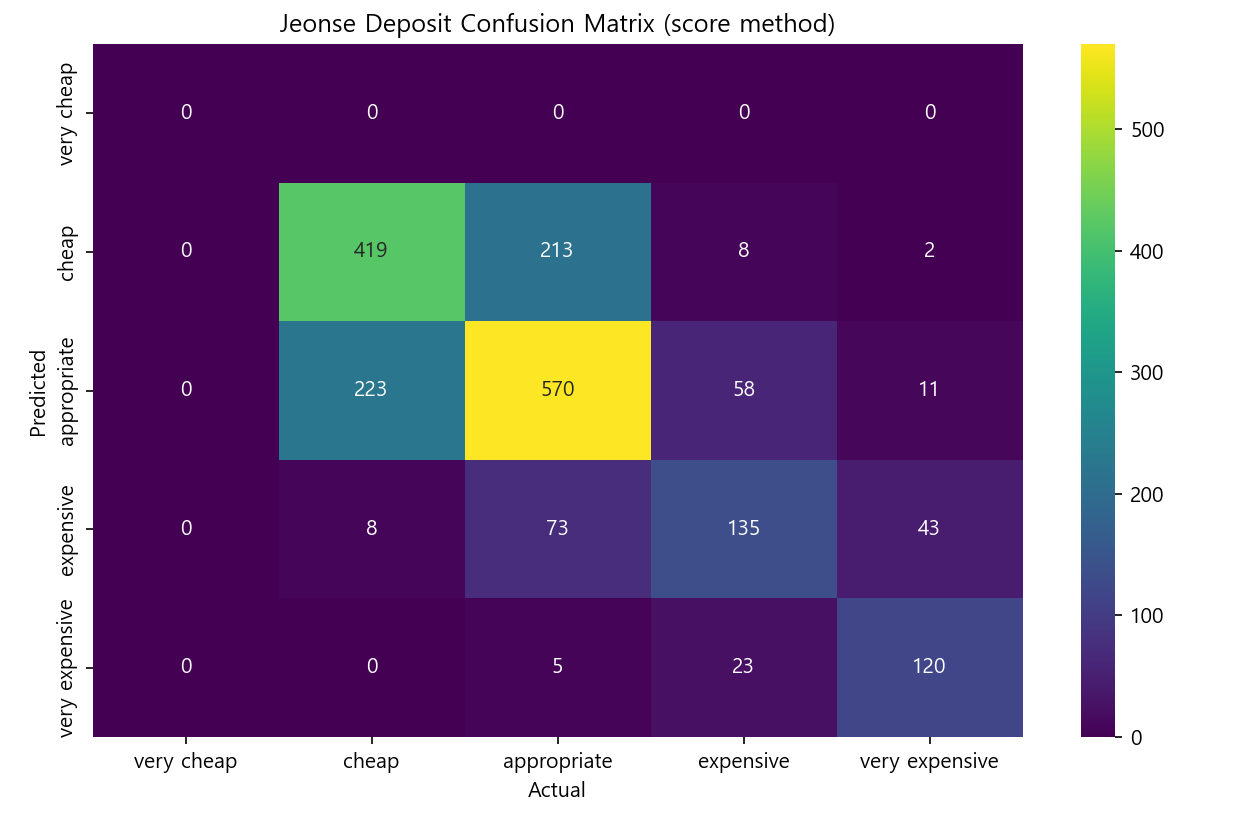 Jeonse Deposit Confusion Matrix (score method)
Predicted
very cheap
0 0 0 0 0
cheap
0 419 213 8 2
appropriate
0 223 570 58 11
expensive
0 8 73 135 43
very expensive
0 0 5 23 120
very cheap cheap appropriate expensive very expensive
Actual
500
400
300
200
100
0